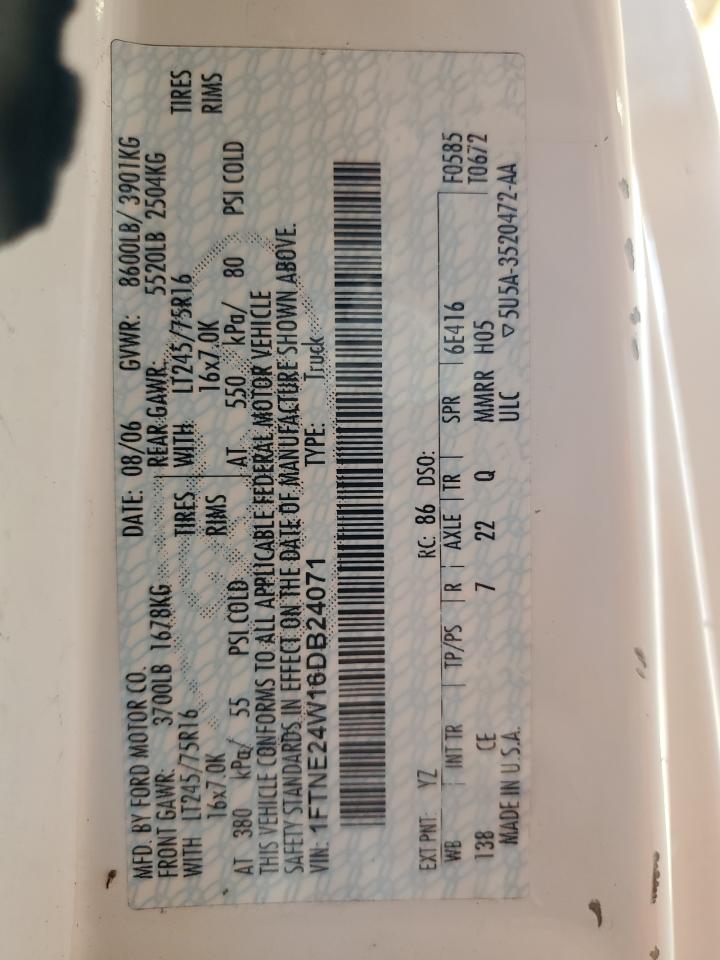 MFD. BY FORD MOTOR CO. DATE: 08/06 GVWR: 8600LB/ 3901KG
FRONT GAWR: 3700LB 1678KG REAR GAWR: 5520LB 2504KG
WITH LT245/75R16 TIRES WITH LT245/75R16 TIRES
16x7.0K RIMS 16x7.0K RIMS
AT 380 kPa/ 55 PSI COLD AT 550 kPa/ 80 PSI COLD
THIS VEHICLE CONFORMS TO ALL APPLICABLE FEDERAL MOTOR VEHICLE
SAFETY STANDARDS IN EFFECT ON THE DATE OF MANUFACTURE SHOWN ABOVE.
VIN: 1FTNE24W16DB24071 TYPE: Truck
EXT PNT: YZ RC: 86 DSO: F0585
WB INT TR TP/PS R AXLE TR SPR 6E416 T0672
138 CE 7 22 Q MMRR H05
MADE IN U.S.A. ULC ▽5U5A-3520472-AA